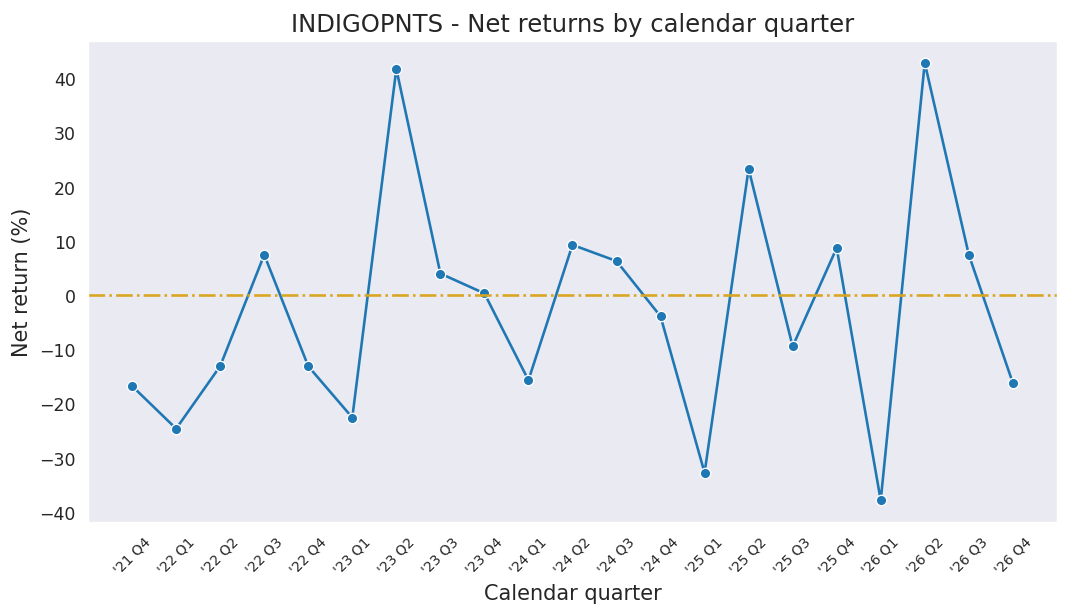 INDIGOPNTS - Net returns by calendar quarter
Net return (%)
40
30
20
10
0
−10
−20
−30
−40
'21 Q4
'22 Q1
'22 Q2
'22 Q3
'22 Q4
'23 Q1
'23 Q2
'23 Q3
'23 Q4
'24 Q1
'24 Q2
'24 Q3
'24 Q4
'25 Q1
'25 Q2
'25 Q3
'25 Q4
'26 Q1
'26 Q2
'26 Q3
'26 Q4
Calendar quarter